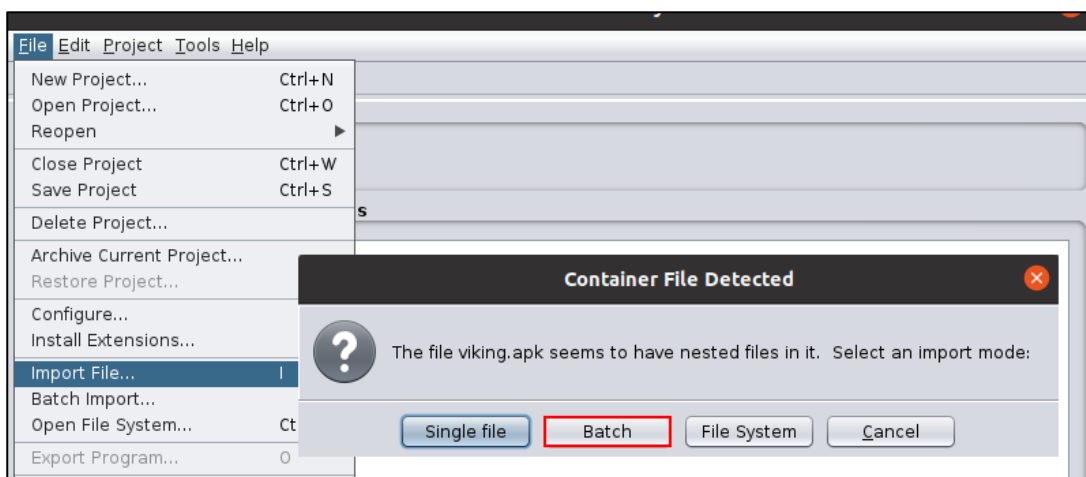 File Edit Project Tools Help
New Project... Ctrl+N
Open Project... Ctrl+O
Reopen
Close Project Ctrl+W
Save Project Ctrl+S
s
Delete Project...
Archive Current Project...
Restore Project...
Container File Detected
Configure...
Install Extensions...
The file viking.apk seems to have nested files in it. Select an import mode:
Import File... I
Batch Import...
Open File System... Ct
Single file Batch File System Cancel
Export Program... O